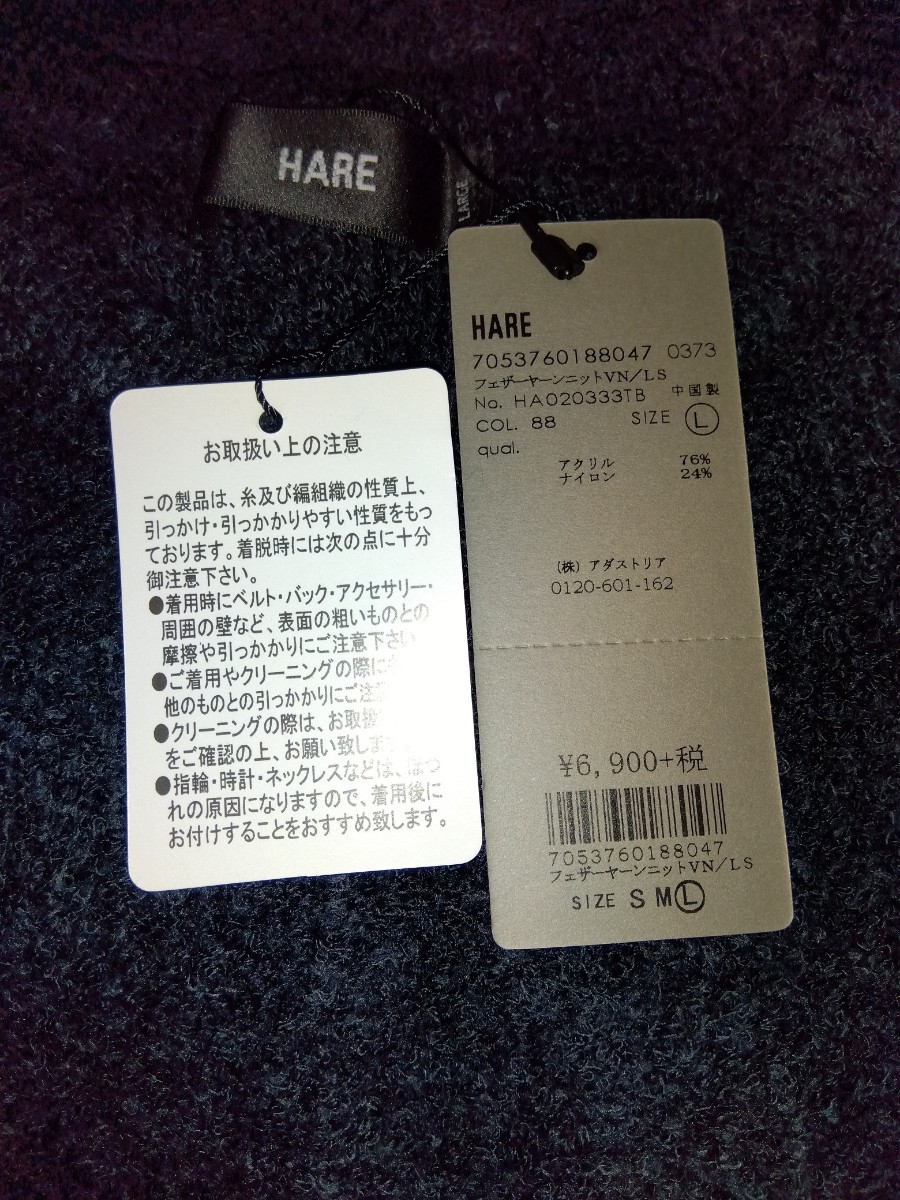 HARE
LARGE
HARE
7053760188047 0373
フェザーヤーンニットVN/LS
No. HA020333TB 中国製
COL. 88 SIZE L
qual.
アクリル 76%
ナイロン 24%
(株) アダストリア
0120-601-162
¥6,900+税
7053760188047
フェザーヤーンニットVN/LS
SIZE S M L
お取扱い上の注意
この製品は、糸及び編組織の性質上、
引っかけ・引っかかりやすい性質をもっ
ております。着脱時には次の点に十分
御注意下さい。
●着用時にベルト・バック・アクセサリー・
周囲の壁など、表面の粗いものとの
摩擦や引っかかりにご注意下さい
●ご着用やクリーニングの際に
他のものとの引っかかりにご注
●クリーニングの際は、お取扱
をご確認の上、お願い致しま
●指輪・時計・ネックレスなどは、ほつ
れの原因になりますので、着用後に
お付けすることをおすすめ致します。